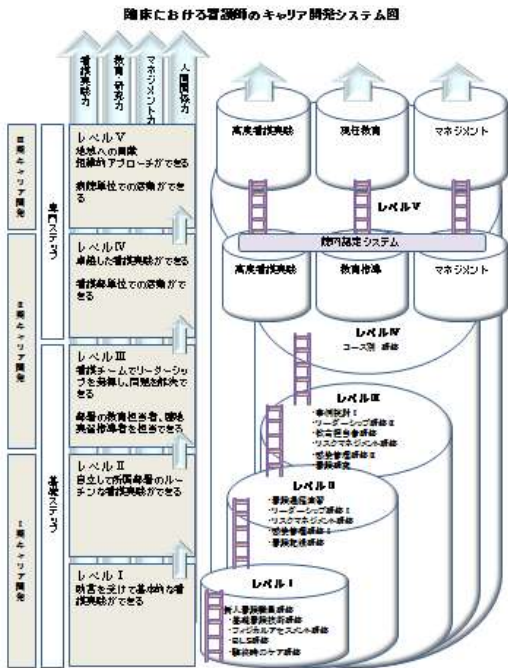 臨床における看護師のキャリア開発システム図
看護実践力
教育・研究力
マネジメント力
人間関係力
Ⅲ期キャリア開発
Ⅱ期キャリア開発
Ⅰ期キャリア開発
専門ステップ
基礎ステップ
レベルⅤ
地域への貢献
組織的アプローチができる
病院単位での活動がで
きる
レベルⅣ
卓越した看護実践ができる
看護部単位での活動がで
きる
レベルⅢ
看護チームでリーダーシッ
プを発揮し、問題を解決で
きる
部署の教育担当者、臨地
実習指導者を担当できる
レベルⅡ
自立して所属部署のルー
チンな看護実践ができる
レベルⅠ
助言を受けて基本的な看
護実践ができる
高度看護実践
現任教育
マネジメント
レベルⅤ
院内認定システム
高度看護実践
教育指導
マネジメント
レベルⅣ
コース別 研修
レベルⅢ
・事例検討Ⅰ
・リーダーシップ研修Ⅱ
・教育担当者研修
・リスクマネジメント研修
・感染管理研修Ⅱ
・看護研究
レベルⅡ
・看護過程演習
・リーダーシップ研修Ⅰ
・リスクマネジメント研修
・感染管理研修Ⅰ
・看護記録研修
レベルⅠ
新人看護職員研修
・基礎看護技術研修
・フィジカルアセスメント研修
・BLS研修
・臨終時のケア研修